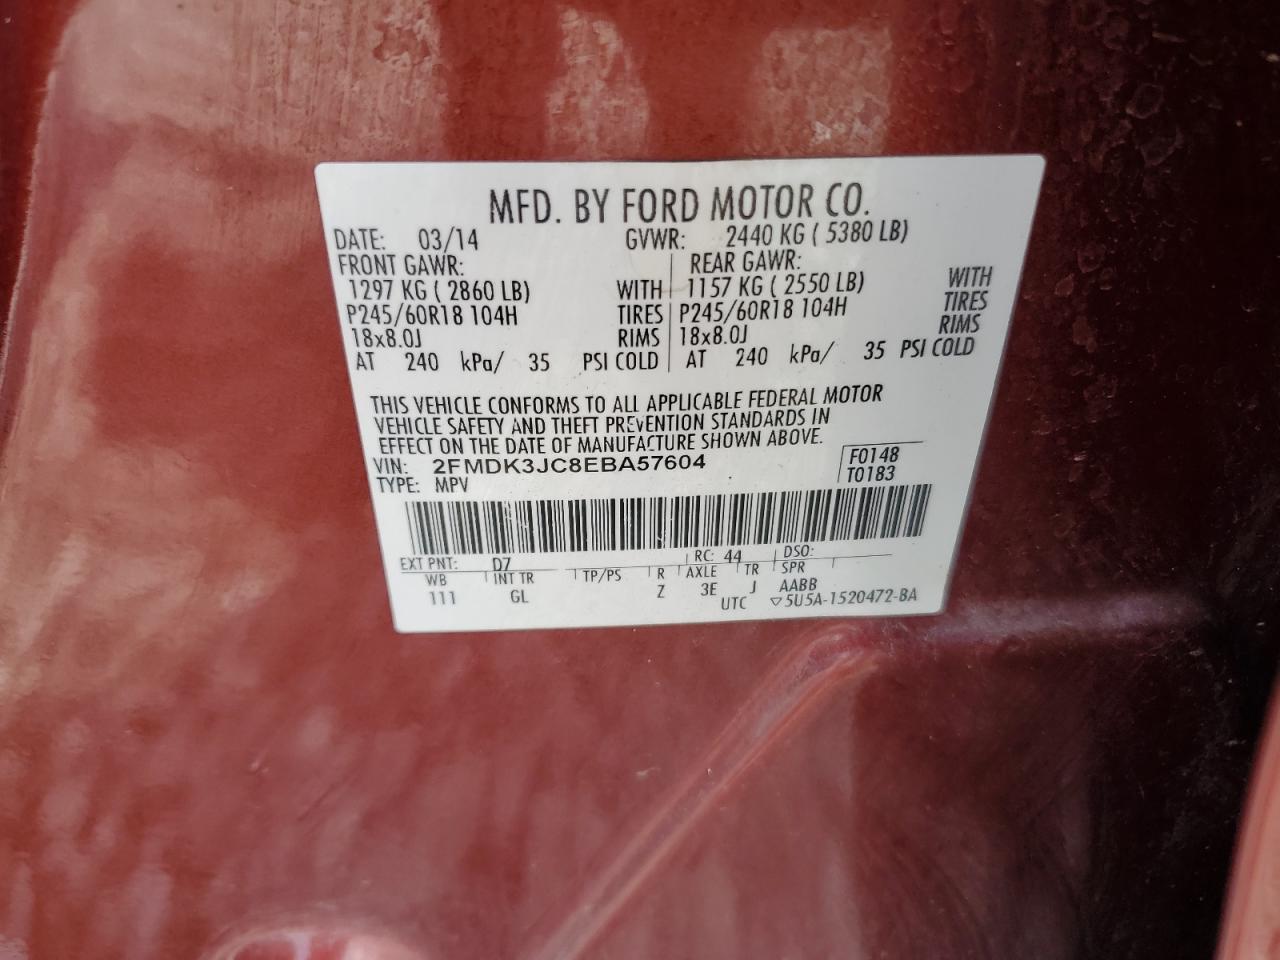 MFD. BY FORD MOTOR CO.
DATE: 03/14 GVWR: 2440 KG ( 5380 LB)
FRONT GAWR: REAR GAWR:
1297 KG ( 2860 LB) WITH 1157 KG ( 2550 LB) WITH
P245/60R18 104H TIRES P245/60R18 104H TIRES
18x8.0J RIMS 18x8.0J RIMS
AT 240 kPa/ 35 PSI COLD AT 240 kPa/ 35 PSI COLD
THIS VEHICLE CONFORMS TO ALL APPLICABLE FEDERAL MOTOR
VEHICLE SAFETY AND THEFT PREVENTION STANDARDS IN
EFFECT ON THE DATE OF MANUFACTURE SHOWN ABOVE.
VIN: 2FMDK3JC8EBA57604 F0148
TYPE: MPV T0183
EXT PNT: D7 RC: 44 DSO:
WB INT TR TP/PS R AXLE TR SPR
111 GL Z 3E J AABB
UTC ▽5U5A-1520472-BA